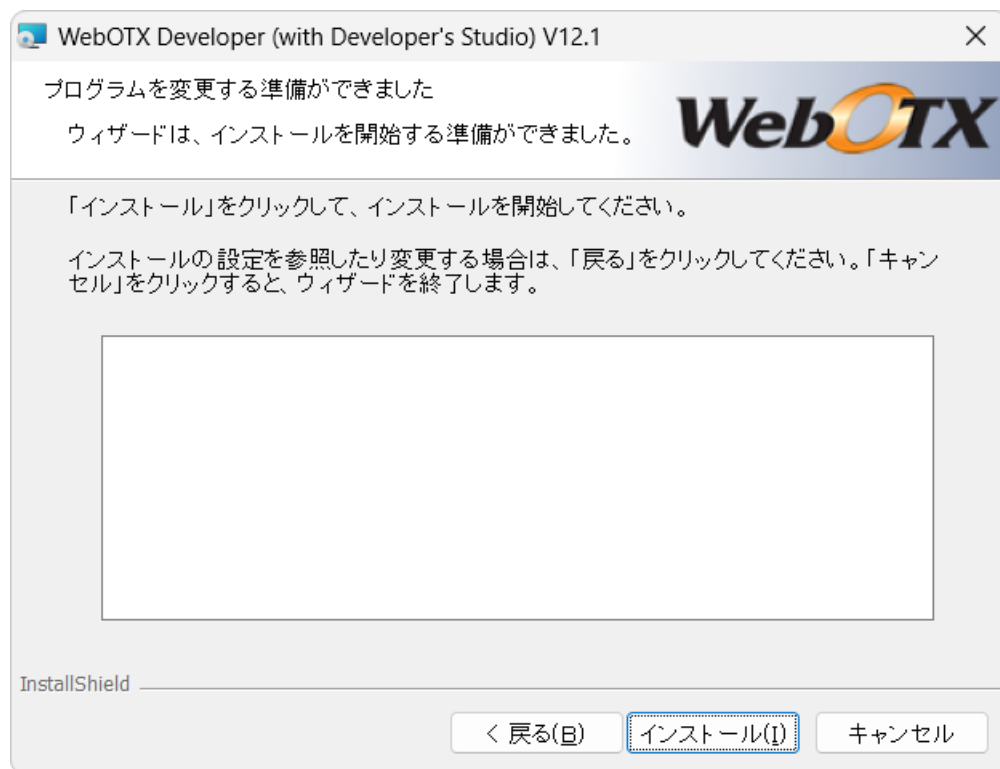 WebOTX Developer (with Developer's Studio) V12.1
プログラムを変更する準備ができました
ウィザードは、インストールを開始する準備ができました。
WebOTX
「インストール」をクリックして、インストールを開始してください。
インストールの設定を参照したり変更する場合は、「戻る」をクリックしてください。「キャン
セル」をクリックすると、ウィザードを終了します。
InstallShield
< 戻る(B)
インストール(I)
キャンセル